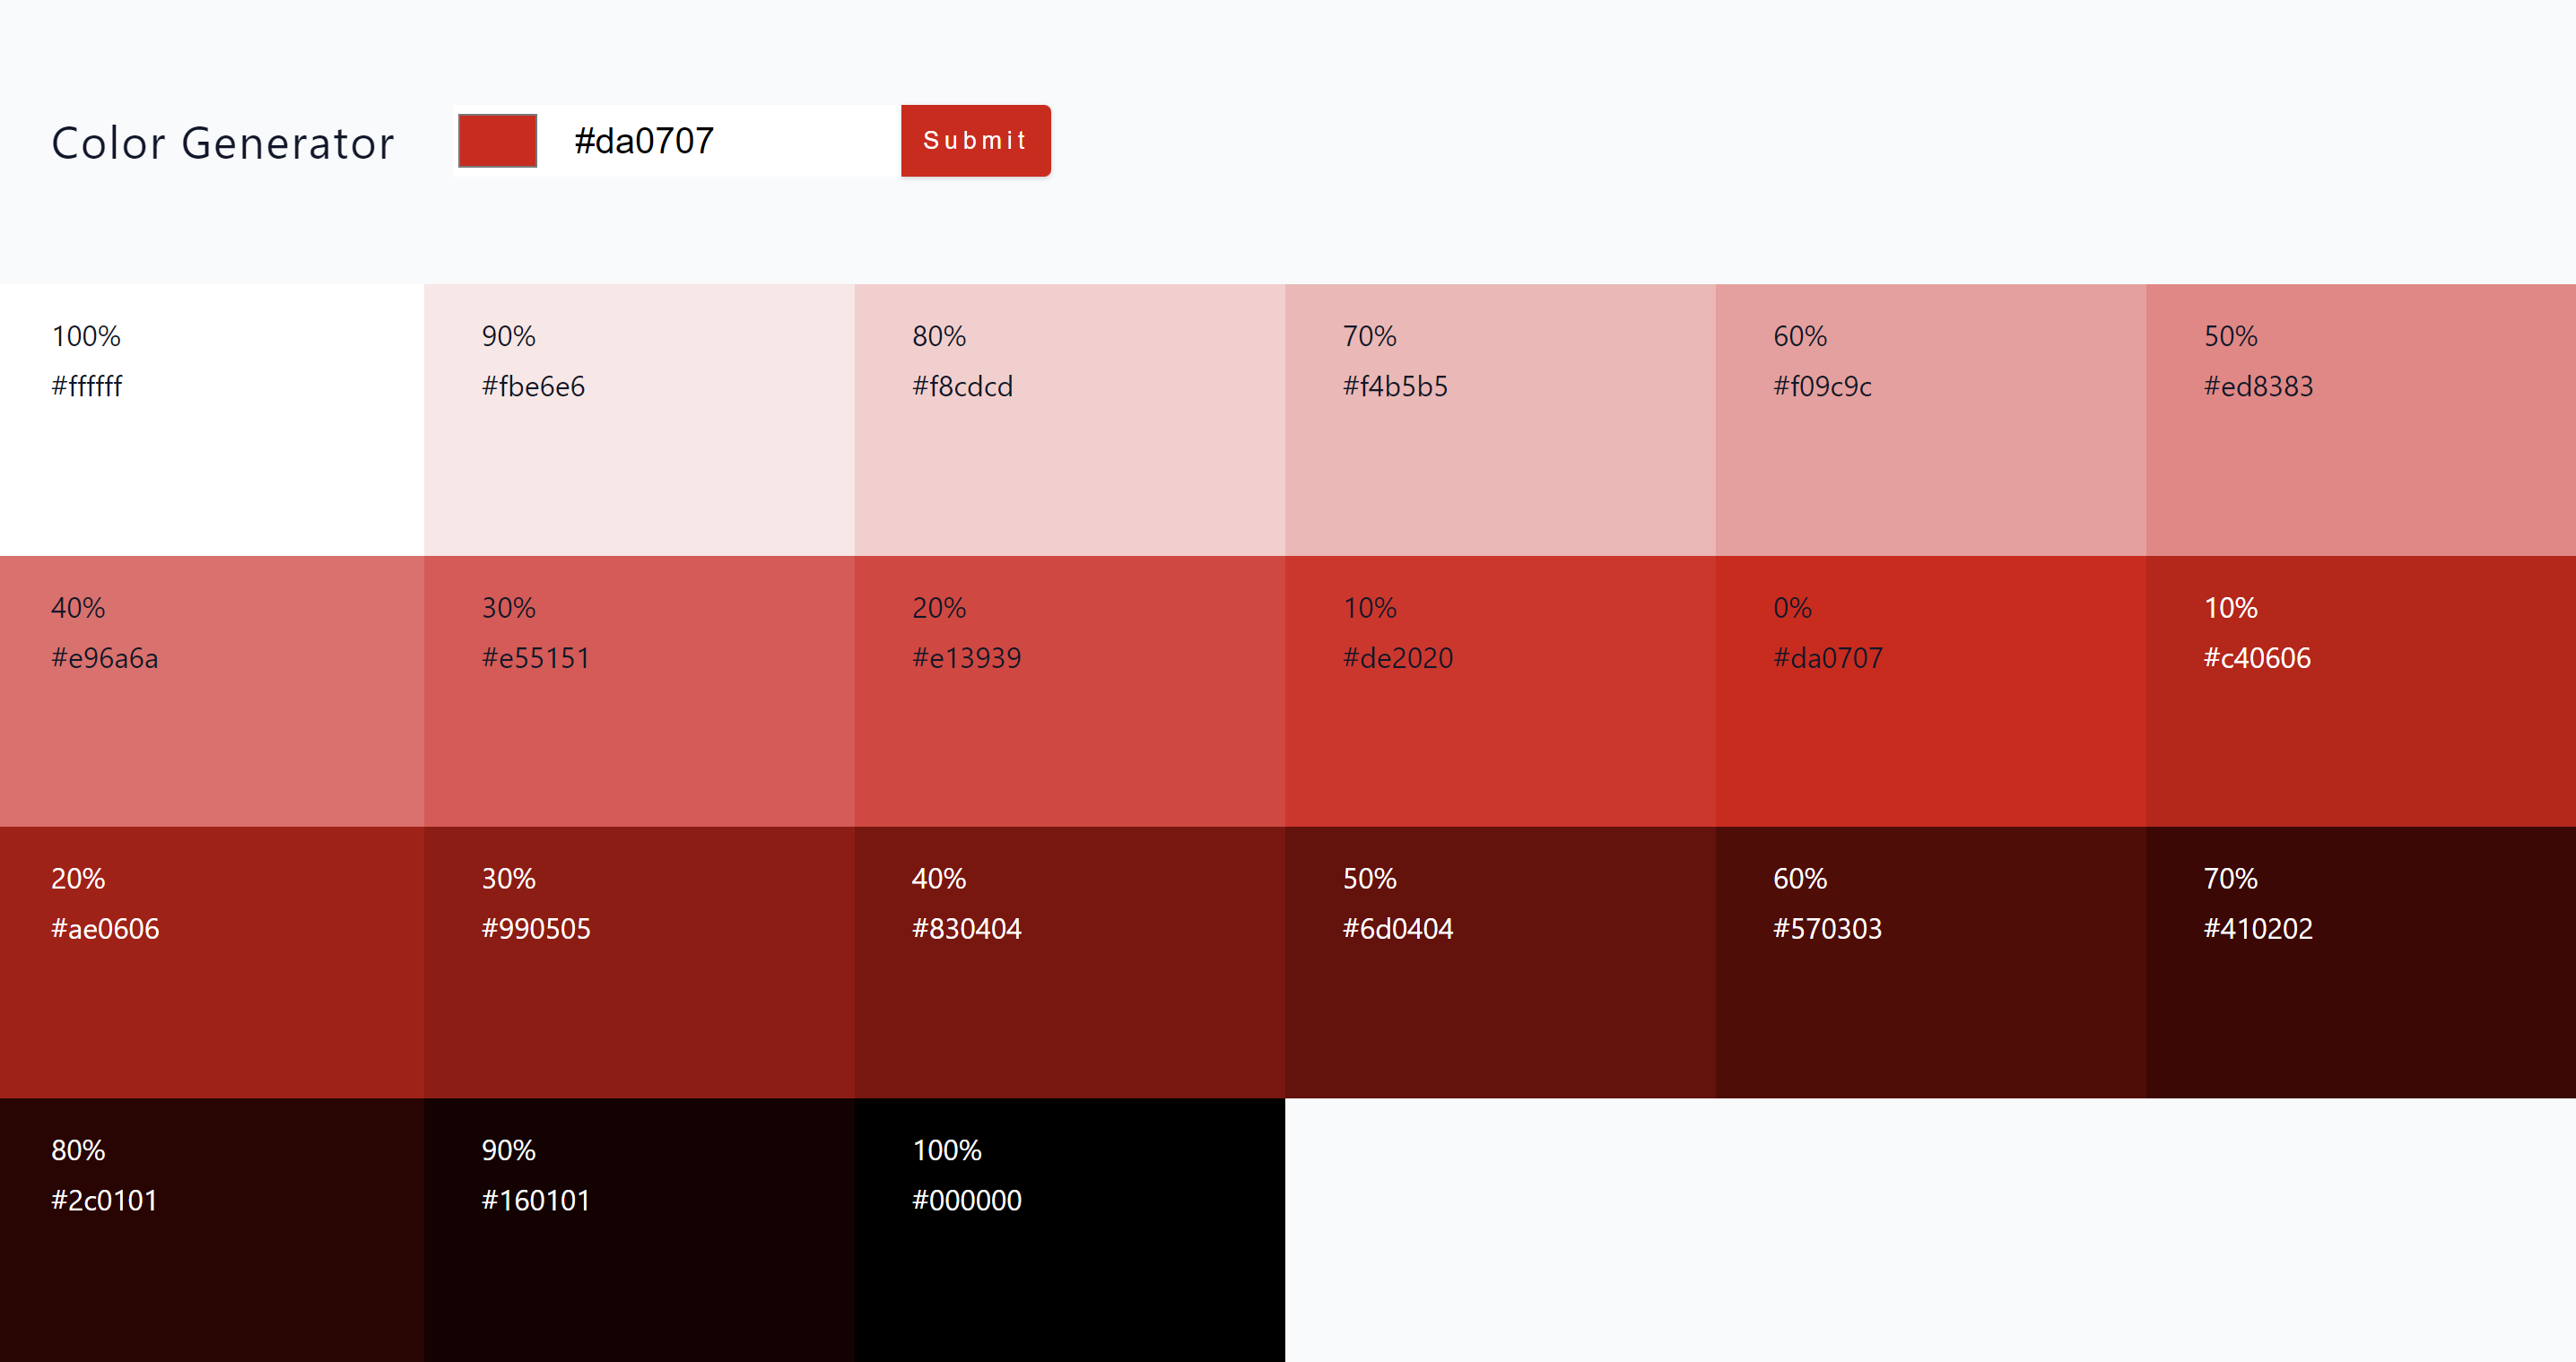 Color Generator
#da0707
Submit
100%
#ffffff
90%
#fbe6e6
80%
#f8cdcd
70%
#f4b5b5
60%
#f09c9c
50%
#ed8383
40%
#e96a6a
30%
#e55151
20%
#e13939
10%
#de2020
0%
#da0707
10%
#c40606
20%
#ae0606
30%
#990505
40%
#830404
50%
#6d0404
60%
#570303
70%
#410202
80%
#2c0101
90%
#160101
100%
#000000